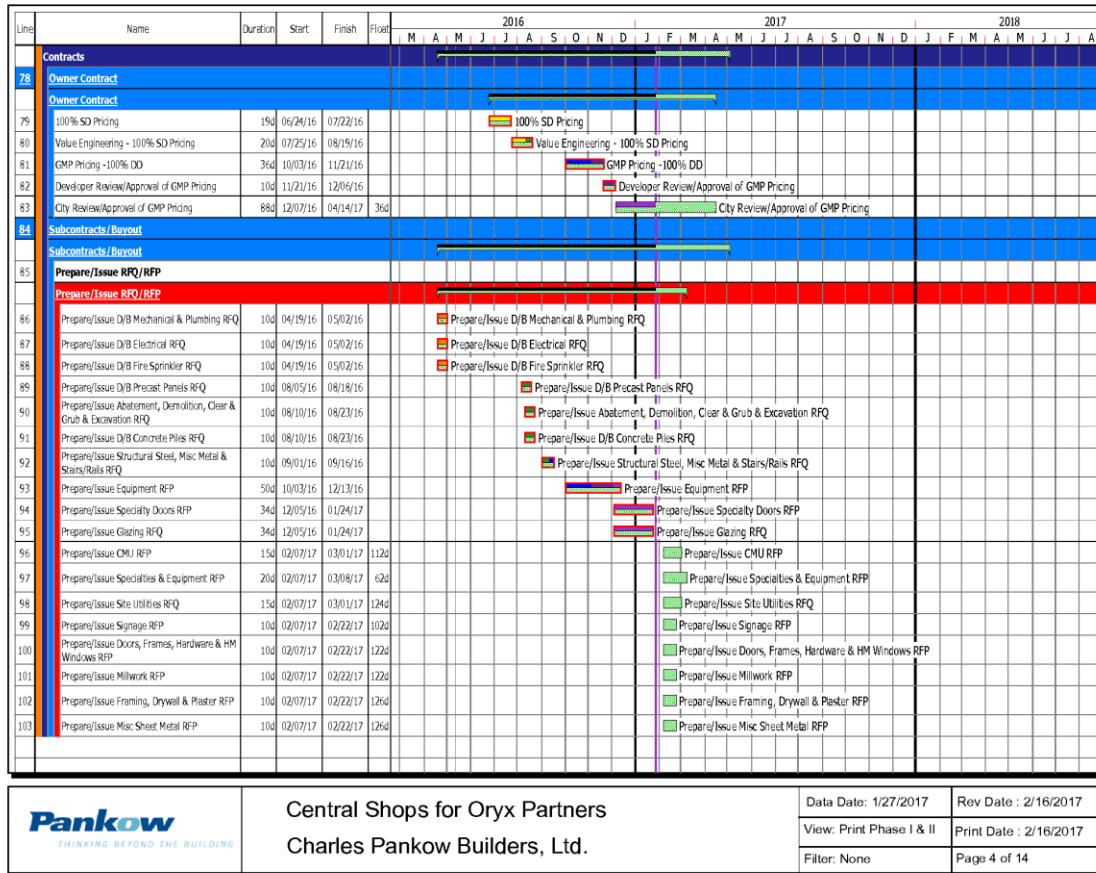 2016 2017 2018
Line Name Duration Start Finish Float M A M J J A S O N D J F M A M J J A S O N D J F M A M J J A
Contracts
78 Owner Contract
Owner Contract
79 100% SD Pricing 19d 06/24/16 07/22/16 100% SD Pricing
80 Value Engineering - 100% SD Pricing 20d 07/25/16 08/19/16 Value Engineering - 100% SD Pricing
81 GMP Pricing -100% DD 36d 10/03/16 11/21/16 GMP Pricing -100% DD
82 Developer Review/Approval of GMP Pricing 10d 11/21/16 12/06/16 Developer Review/Approval of GMP Pricing
83 City Review/Approval of GMP Pricing 88d 12/07/16 04/14/17 36d City Review/Approval of GMP Pricing
84 Subcontracts/Buyout
Subcontracts/Buyout
85 Prepare/Issue RFQ/RFP
Prepare/Issue RFQ/RFP
86 Prepare/Issue D/B Mechanical & Plumbing RFQ 10d 04/19/16 05/02/16 Prepare/Issue D/B Mechanical & Plumbing RFQ
87 Prepare/Issue D/B Electrical RFQ 10d 04/19/16 05/02/16 Prepare/Issue D/B Electrical RFQ
88 Prepare/Issue D/B Fire Sprinkler RFQ 10d 04/19/16 05/02/16 Prepare/Issue D/B Fire Sprinkler RFQ
89 Prepare/Issue D/B Precast Panels RFQ 10d 08/05/16 08/18/16 Prepare/Issue D/B Precast Panels RFQ
90 Prepare/Issue Abatement, Demolition, Clear &
Grub & Excavation RFQ 10d 08/10/16 08/23/16 Prepare/Issue Abatement, Demolition, Clear & Grub & Excavation RFQ
91 Prepare/Issue D/B Concrete Piles RFQ 10d 08/10/16 08/23/16 Prepare/Issue D/B Concrete Piles RFQ
92 Prepare/Issue Structural Steel, Misc Metal &
Stairs/Rails RFQ 10d 09/01/16 09/16/16 Prepare/Issue Structural Steel, Misc Metal & Stairs/Rails RFQ
93 Prepare/Issue Equipment RFP 50d 10/03/16 12/13/16 Prepare/Issue Equipment RFP
94 Prepare/Issue Specialty Doors RFP 34d 12/05/16 01/24/17 Prepare/Issue Specialty Doors RFP
95 Prepare/Issue Glazing RFQ 34d 12/05/16 01/24/17 Prepare/Issue Glazing RFQ
96 Prepare/Issue CMU RFP 15d 02/07/17 03/01/17 112d Prepare/Issue CMU RFP
97 Prepare/Issue Specialties & Equipment RFP 20d 02/07/17 03/08/17 62d Prepare/Issue Specialties & Equipment RFP
98 Prepare/Issue Site Utilities RFQ 15d 02/07/17 03/01/17 124d Prepare/Issue Site Utilities RFQ
99 Prepare/Issue Signage RFP 10d 02/07/17 02/22/17 102d Prepare/Issue Signage RFP
100 Prepare/Issue Doors, Frames, Hardware & HM
Windows RFP 10d 02/07/17 02/22/17 122d Prepare/Issue Doors, Frames, Hardware & HM Windows RFP
101 Prepare/Issue Millwork RFP 10d 02/07/17 02/22/17 122d Prepare/Issue Millwork RFP
102 Prepare/Issue Framing, Drywall & Plaster RFP 10d 02/07/17 02/22/17 126d Prepare/Issue Framing, Drywall & Plaster RFP
103 Prepare/Issue Misc Sheet Metal RFP 10d 02/07/17 02/22/17 126d Prepare/Issue Misc Sheet Metal RFP
Pankow
THINKING BEYOND THE BUILDING
Central Shops for Oryx Partners
Charles Pankow Builders, Ltd.
Data Date: 1/27/2017 Rev Date : 2/16/2017
View: Print Phase I & II Print Date : 2/16/2017
Filter: None Page 4 of 14